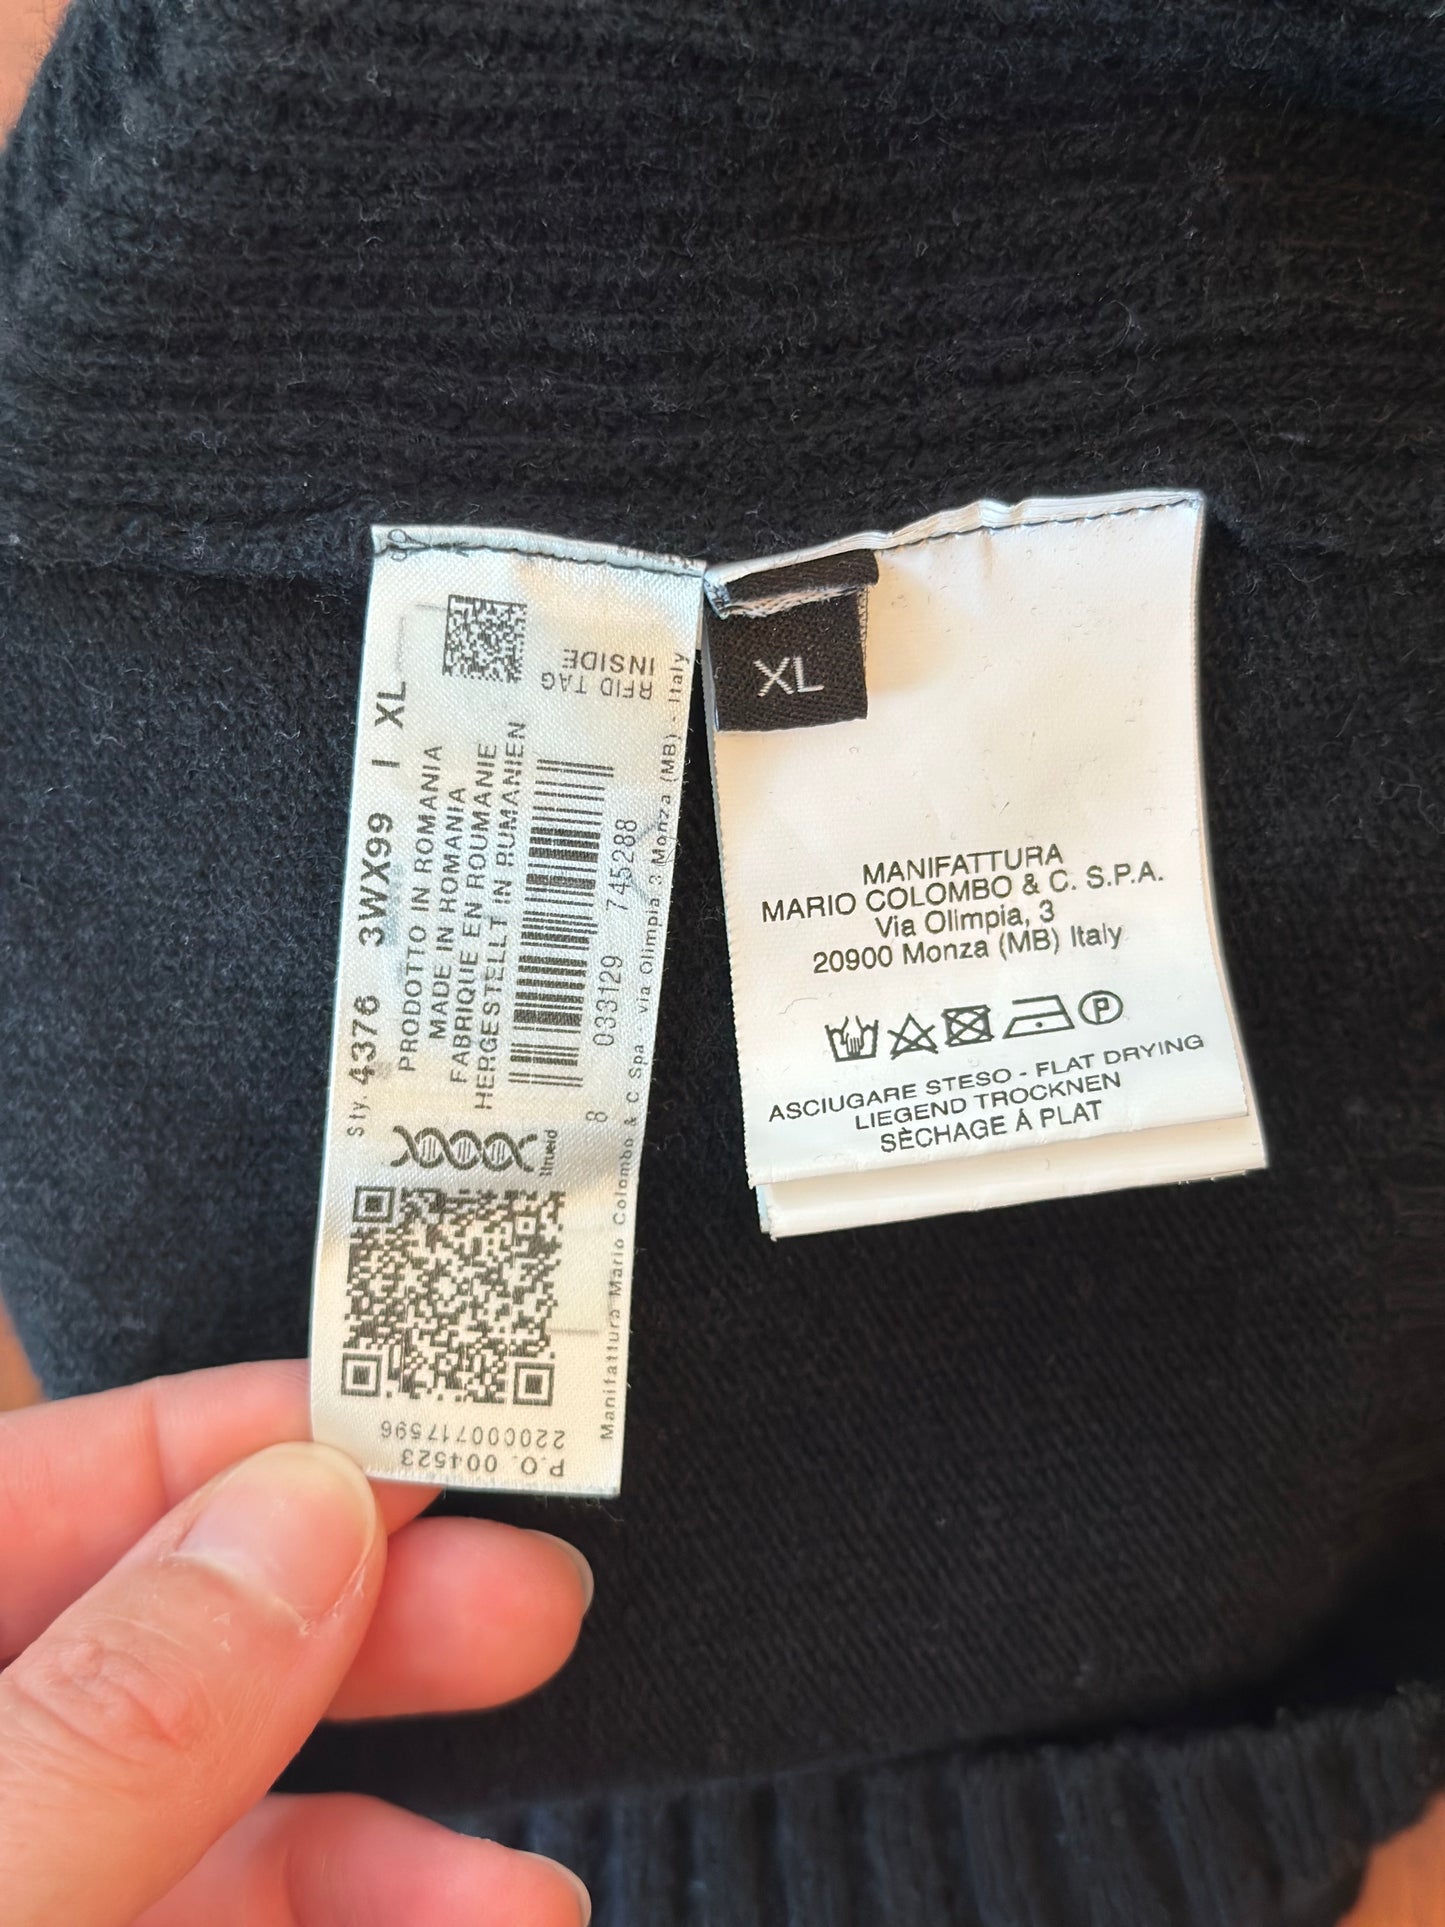 RFID TAG
INSIDE
Sty. 4376 3WX99 | XL
PRODOTTO IN ROMANIA
MADE IN ROMANIA
FABRIQUE EN ROUMANIE
HERGESTELLT IN RUMANIEN
8 033129 745288
Manifattura Mario Colombo & C Spa - via Olimpia 3 Monza (MB) - Italy
P.O. 004523
220000717596
XL
MANIFATTURA
MARIO COLOMBO & C. S.P.A.
Via Olimpia, 3
20900 Monza (MB) Italy
P
ASCIUGARE STESO - FLAT DRYING
LIEGEND TROCKNEN
SÈCHAGE Á PLAT